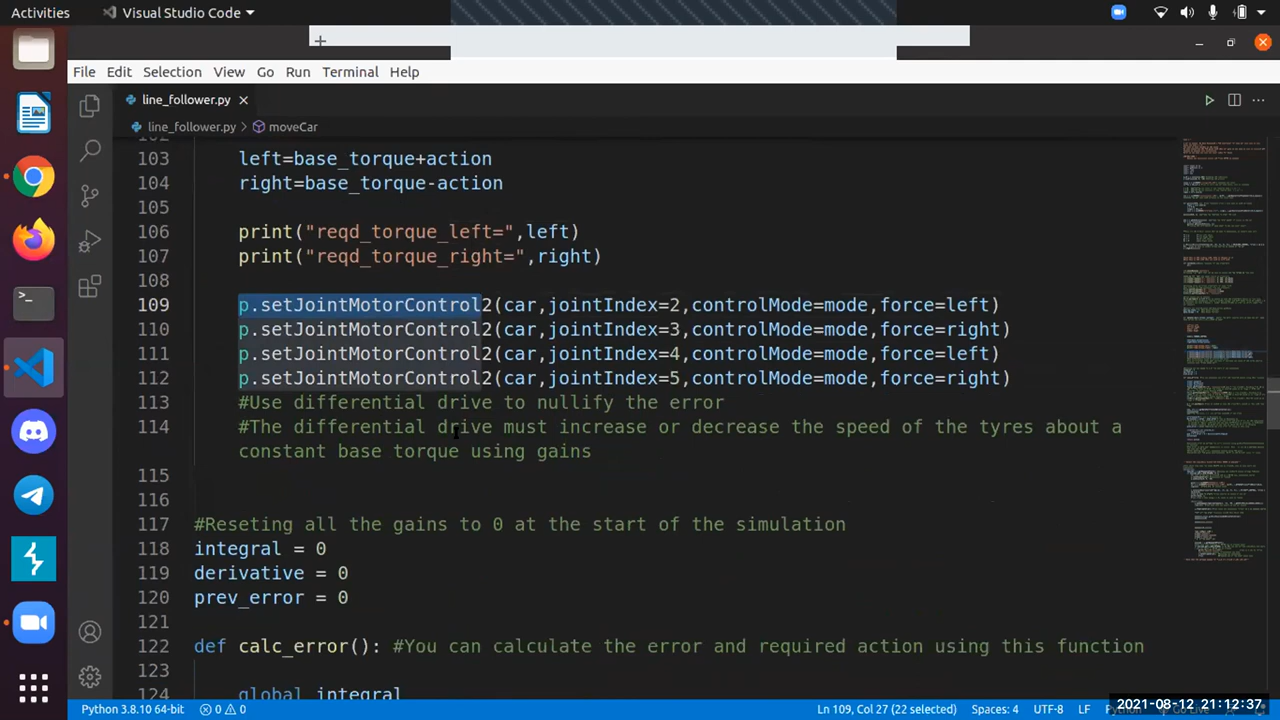 Activities
Visual Studio Code
+
File Edit Selection View Go Run Terminal Help
line_follower.py
line_follower.py > moveCar
103 left=base_torque+action
104 right=base_torque-action
105
106 print("reqd_torque_left=",left)
107 print("reqd_torque_right=",right)
108
109 p.setJointMotorControl2(car,jointIndex=2,controlMode=mode,force=left)
110 p.setJointMotorControl2(car,jointIndex=3,controlMode=mode,force=right)
111 p.setJointMotorControl2(car,jointIndex=4,controlMode=mode,force=left)
112 p.setJointMotorControl2(car,jointIndex=5,controlMode=mode,force=right)
113 #Use differential drive nullify the error
114 #The differential drive must increase or decrease the speed of the tyres about a
constant base torque using gains
115
116
117 #Reseting all the gains to 0 at the start of the simulation
118 integral = 0
119 derivative = 0
120 prev_error = 0
121
122 def calc_error(): #You can calculate the error and required action using this function
123
124 global integral
Python 3.8.10 64-bit 0 0 Ln 109, Col 27 (22 selected) Spaces: 4 UTF-8 LF
2021-08-12 21:12:37